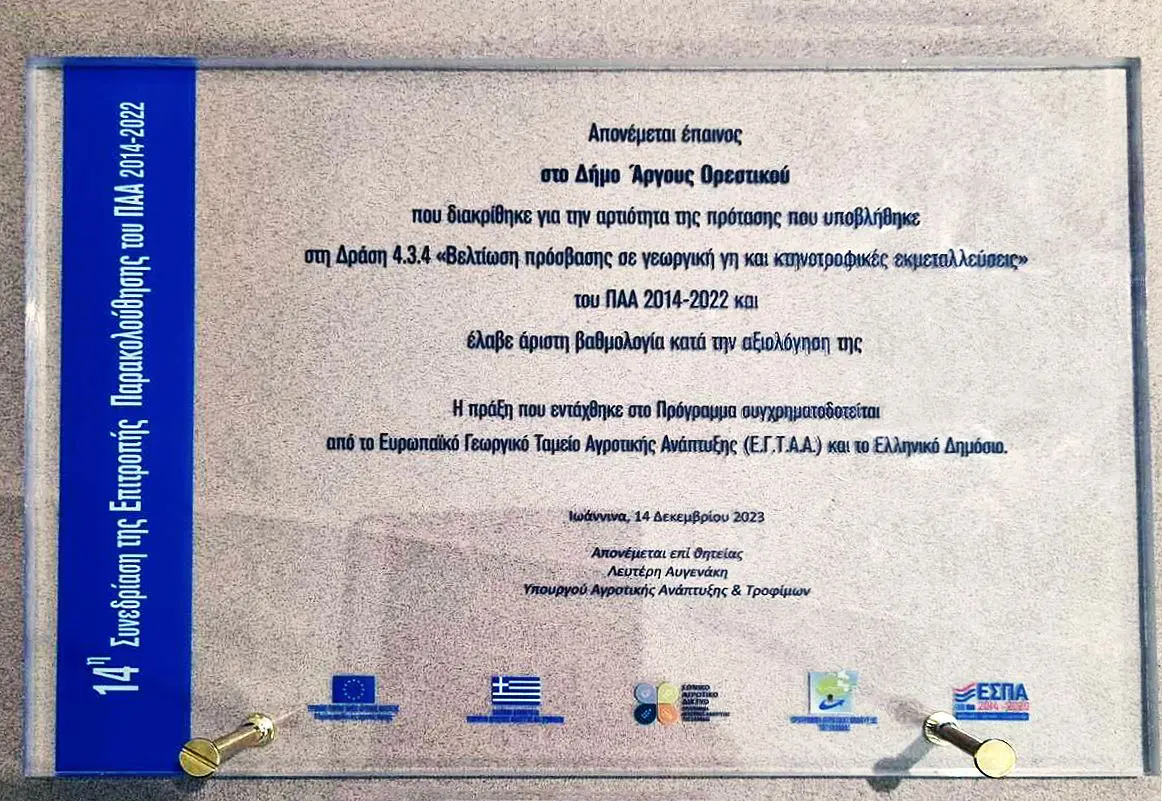 14η Συνεδρίαση της Επιτροπής Παρακολούθησης του ΠΑΑ 2014-2022
Απονέμεται έπαινος
στο Δήμο Άργους Ορεστικού
που διακρίθηκε για την αρτιότητα της πρότασης που υποβλήθηκε
στη Δράση 4.3.4 «Βελτίωση πρόσβασης σε γεωργική γη και κτηνοτροφικές εκμεταλλεύσεις»
του ΠΑΑ 2014-2022 και
έλαβε άριστη βαθμολογία κατά την αξιολόγηση της
Η πράξη που εντάχθηκε στο Πρόγραμμα συγχρηματοδοτείται
από το Ευρωπαϊκό Γεωργικό Ταμείο Αγροτικής Ανάπτυξης (Ε.Γ.Τ.Α.Α.) και το Ελληνικό Δημόσιο.
Ιωάννινα, 14 Δεκεμβρίου 2023
Απονέμεται επί θητείας
Λευτέρη Αυγενάκη
Υπουργού Αγροτικής Ανάπτυξης & Τροφίμων
ΕΘΝΙΚΟ
ΑΓΡΟΤΙΚΟ
ΔΙΚΤΥΟ
ΕΣΠΑ
2014-2020